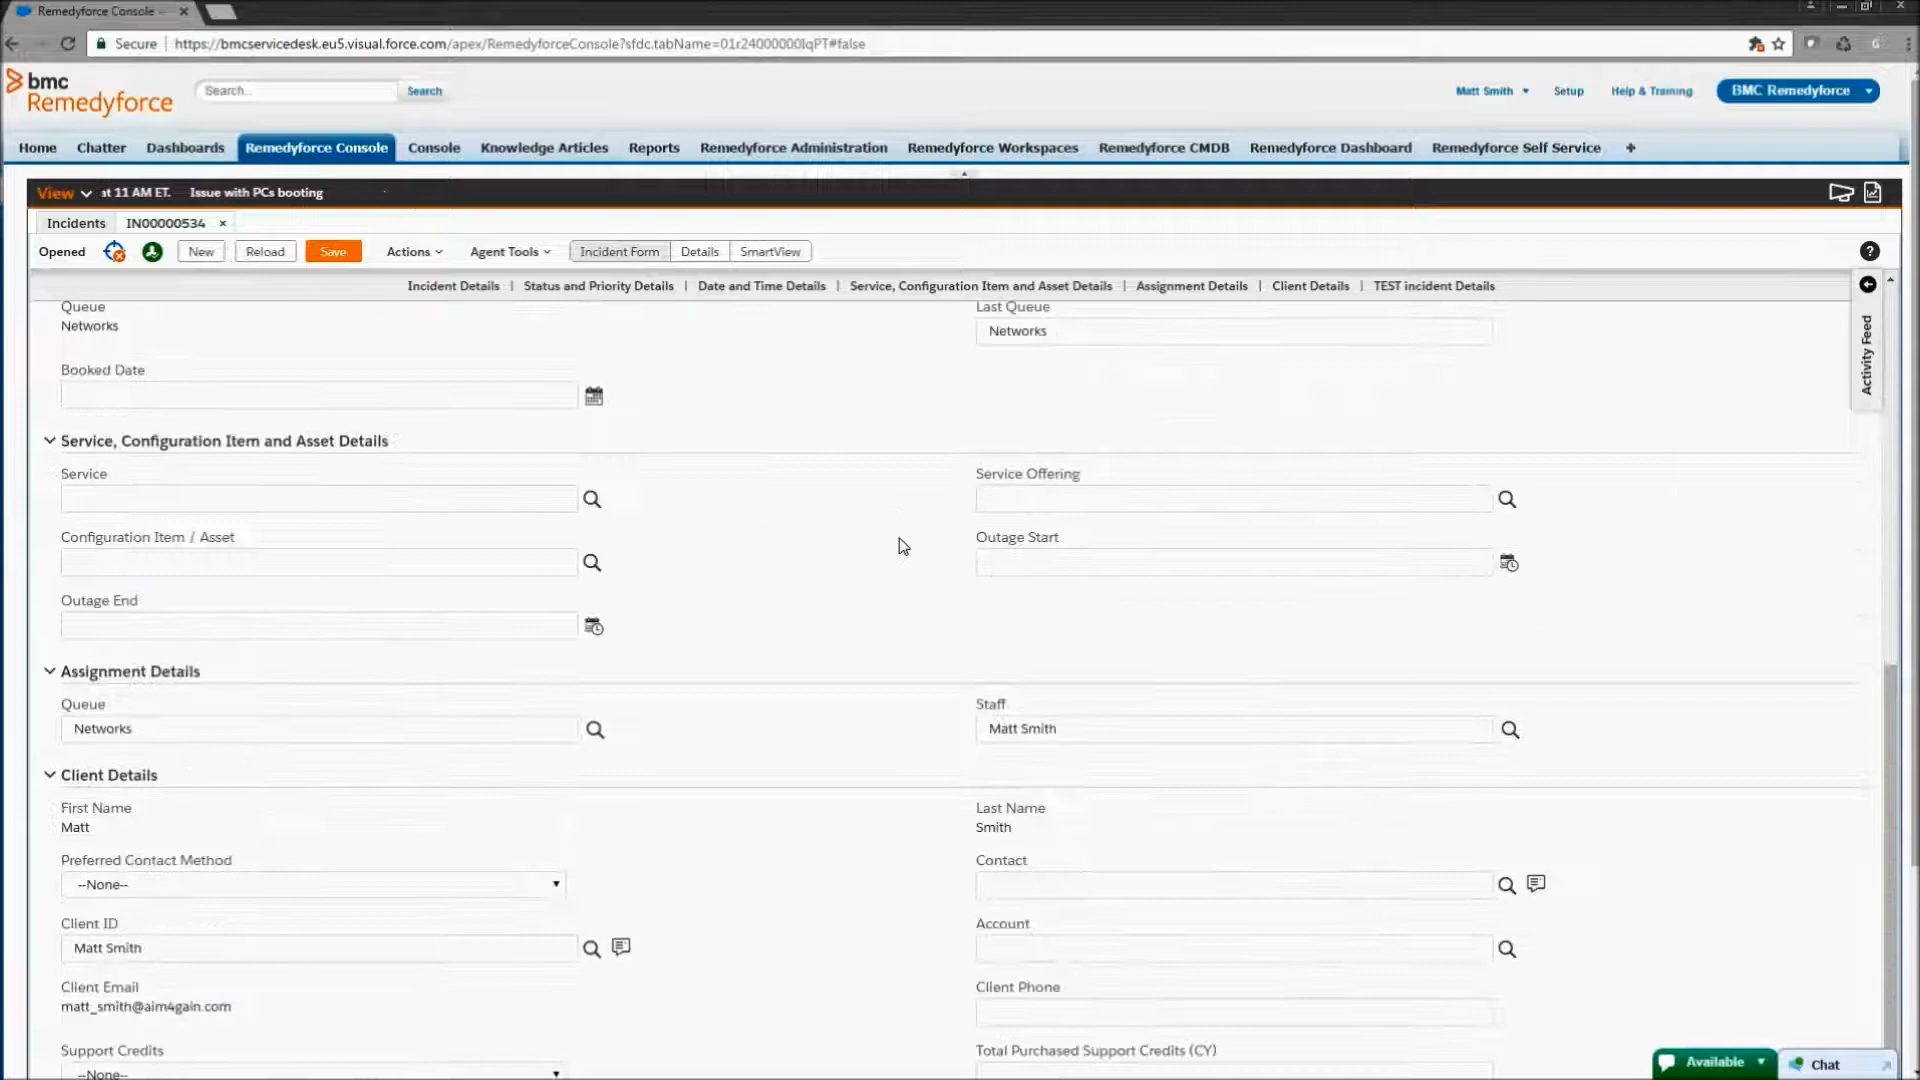 Remedyforce Console -
Secure https://bmcservicedesk.eu5.visual.force.com/apex/RemedyforceConsole?sfdc.tabName=01r24000000IqPT#false
bmc
Remedyforce
Search...
Search
Matt Smith
Setup
Help & Training
BMC Remedyforce
Home Chatter Dashboards Remedyforce Console Console Knowledge Articles Reports Remedyforce Administration Remedyforce Workspaces Remedyforce CMDB Remedyforce Dashboard Remedyforce Self Service +
View at 11 AM ET. Issue with PCs booting
Incidents IN00000534 ×
Opened New Reload Save Actions Agent Tools Incident Form Details SmartView
Incident Details | Status and Priority Details | Date and Time Details | Service, Configuration Item and Asset Details | Assignment Details | Client Details | TEST incident Details
Activity Feed
Queue
Networks
Last Queue
Networks
Booked Date
Service, Configuration Item and Asset Details
Service
Service Offering
Configuration Item / Asset
Outage Start
Outage End
Assignment Details
Queue
Networks
Staff
Matt Smith
Client Details
First Name
Matt
Last Name
Smith
Preferred Contact Method
--None--
Contact
Client ID
Matt Smith
Account
Client Email
matt_smith@aim4gain.com
Client Phone
Support Credits
--None--
Total Purchased Support Credits (CY)
Available
Chat